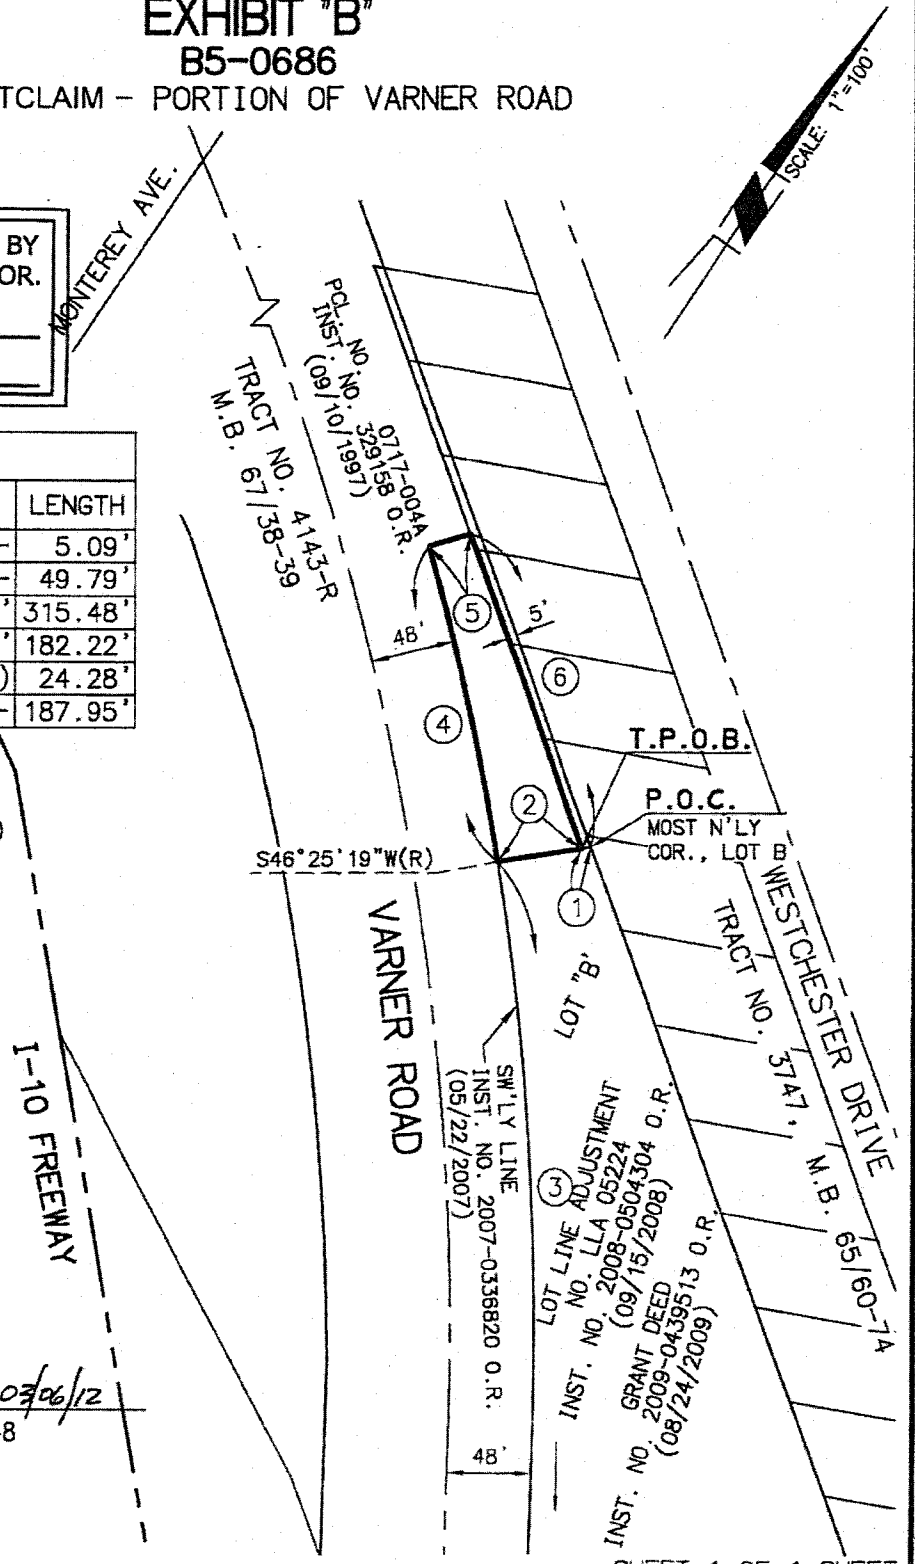 EXHIBIT "B"
B5-0686
TCLAIM - PORTION OF VARNER ROAD
SCALE: 1"=100'
MONTEREY AVE.
BY
OR.
LENGTH
5.09'
49.79'
' 315.48'
' 182.22'
) 24.28'
187.95'
PCL. NO. 0717-004A
INST. NO. 329158 O.R.
(09/10/1997)
TRACT NO. 4143-R
M.B. 67/38-39
48'
5
5'
6
4
T.P.O.B.
2
P.O.C.
MOST N'LY
COR., LOT B
S46°25'19"W(R)
1
WESTCHESTER DRIVE
TRACT NO. 3747, M.B. 65/60-74
VARNER ROAD
LOT "B"
I-10 FREEWAY
SW'LY LINE
INST. NO. 2007-0336820 O.R.
(05/22/2007)
3
LOT LINE ADJUSTMENT
NO. LLA 05224
INST. NO. 2008-0504304 O.R.
(09/15/2008)
GRANT DEED
INST. NO. 2009-0439513 O.R.
(08/24/2009)
03/06/12
8
48'
SHEET 1 OF 1 SHEET